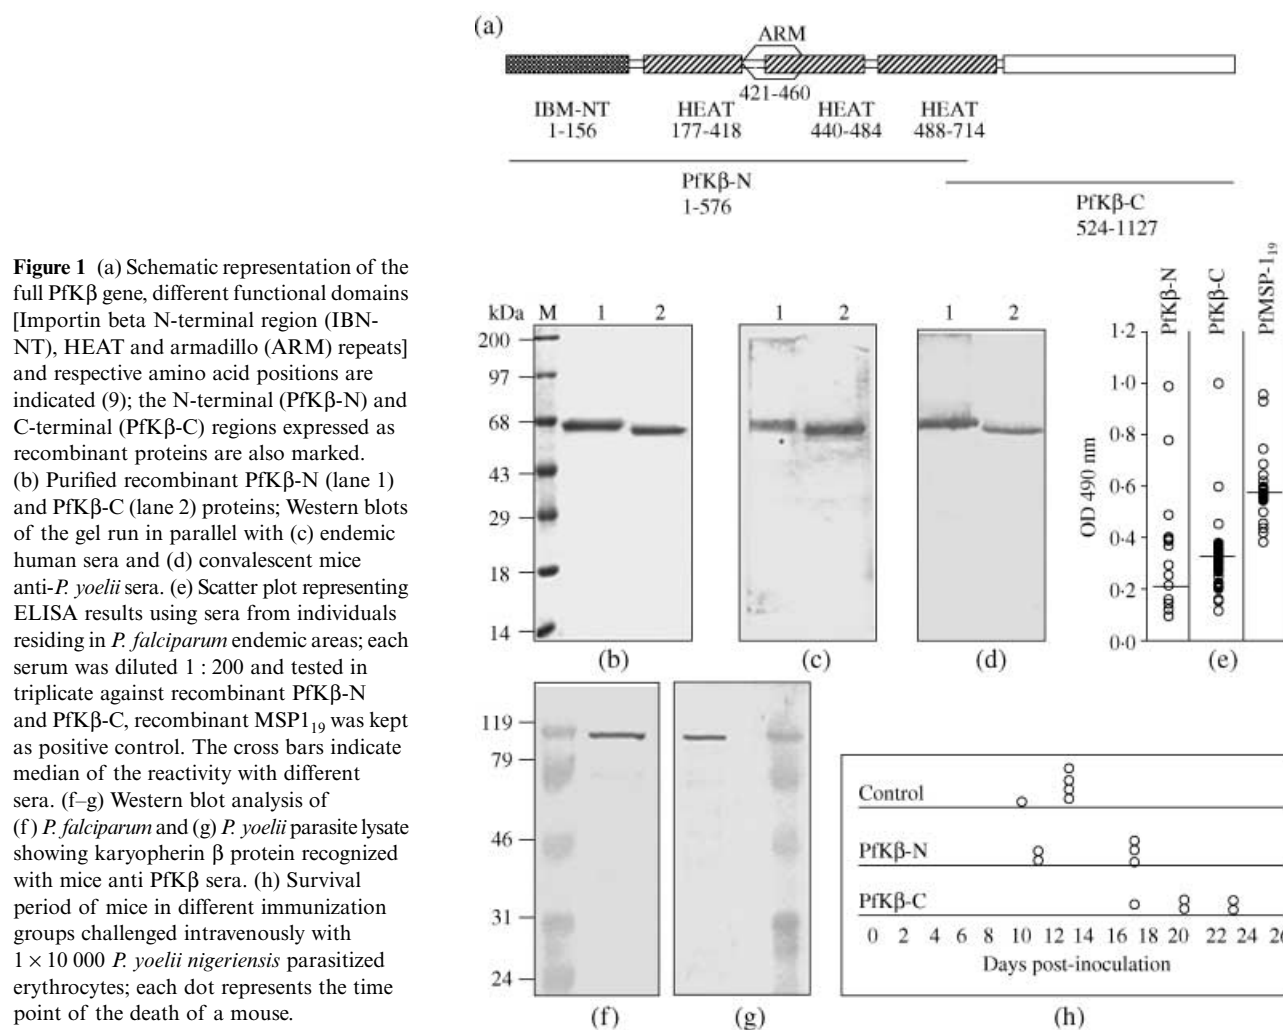 (a)
ARM
421-460
IBM-NT
1-156
HEAT
177-418
HEAT
440-484
HEAT
488-714
PfKβ-N
1-576
PfKβ-C
524-1127
Figure 1 (a) Schematic representation of the
full PfKβ gene, different functional domains
[Importin beta N-terminal region (IBN-
NT), HEAT and armadillo (ARM) repeats]
and respective amino acid positions are
indicated (9); the N-terminal (PfKβ-N) and
C-terminal (PfKβ-C) regions expressed as
recombinant proteins are also marked.
(b) Purified recombinant PfKβ-N (lane 1)
and PfKβ-C (lane 2) proteins; Western blots
of the gel run in parallel with (c) endemic
human sera and (d) convalescent mice
anti-P. yoelii sera. (e) Scatter plot representing
ELISA results using sera from individuals
residing in P. falciparum endemic areas; each
serum was diluted 1 : 200 and tested in
triplicate against recombinant PfKβ-N
and PfKβ-C, recombinant MSP1₁₉ was kept
as positive control. The cross bars indicate
median of the reactivity with different
sera. (f–g) Western blot analysis of
(f) P. falciparum and (g) P. yoelii parasite lysate
showing karyopherin β protein recognized
with mice anti PfKβ sera. (h) Survival
period of mice in different immunization
groups challenged intravenously with
1 × 10 000 P. yoelii nigeriensis parasitized
erythrocytes; each dot represents the time
point of the death of a mouse.
kDa M 1 2
200
97
68
43
29
18
14
(b)
1 2
(c)
1 2
(d)
PfKβ-N
PfKβ-C
PfMSP-1₁₉
OD 490 nm
1·2
1·0
0·8
0·6
0·4
0·2
0·0
(e)
119
79
46
31
24
(f)
(g)
Control
PfKβ-N
PfKβ-C
0 2 4 6 8 10 12 14 16 18 20 22 24 26
Days post-inoculation
(h)